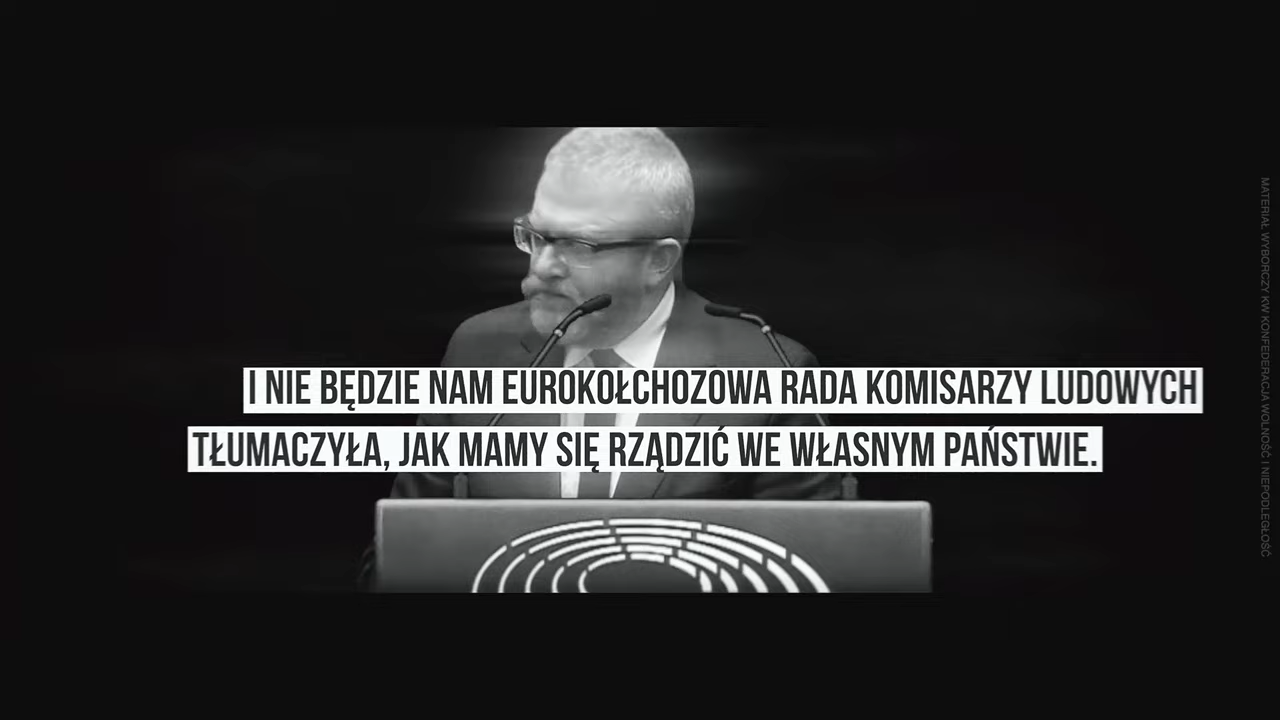 I NIE BĘDZIE NAM EUROKOŁCHOZOWA RADA KOMISARZY LUDOWYCH
TŁUMACZYŁA, JAK MAMY SIĘ RZĄDZIĆ WE WŁASNYM PAŃSTWIE.
MATERIAŁ WYBORCZY KW KONFEDERACJA WOLNOŚĆ I NIEPODLEGŁOŚĆ